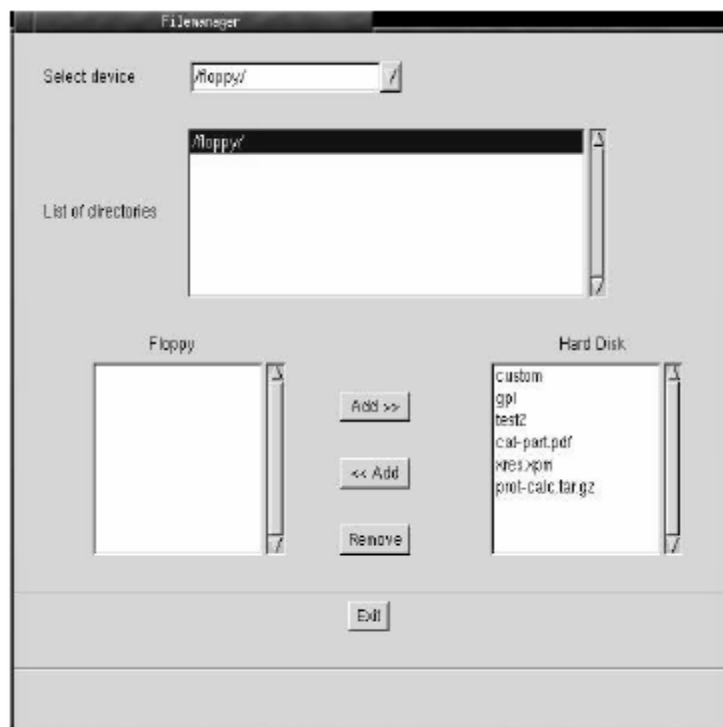 Filemanager
Select device
/floppy/
/floppy/
List of directories
Floppy
Hard Disk
custom
gpl
test2
cat-part.pdf
xres.xpm
prot-calc.tar.gz
Add >>
<< Add
Remove
Exit